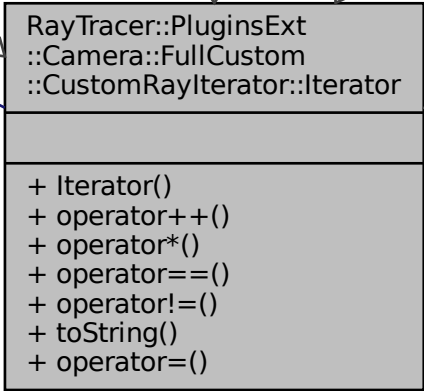 RayTracer::PluginsExt
::Camera::FullCustom
::CustomRayIterator::Iterator
+ Iterator()
+ operator++()
+ operator*()
+ operator==()
+ operator!=()
+ toString()
+ operator=()